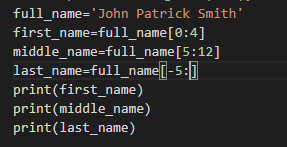 full_name='John Patrick Smith'
first_name=full_name[0:4]
middle_name=full_name[5:12]
last_name=full_name[-5:]
print(first_name)
print(middle_name)
print(last_name)